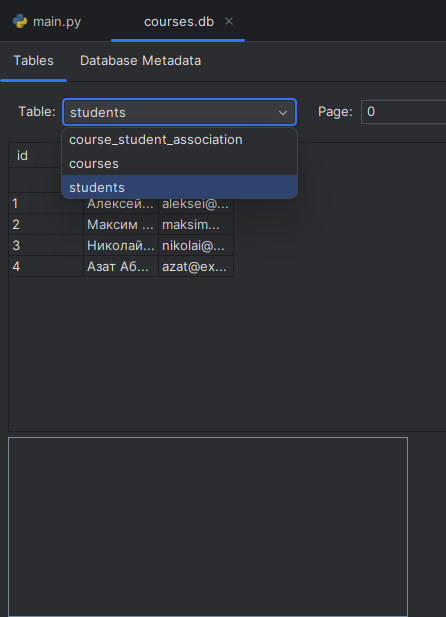 main.py courses.db
Tables Database Metadata
Table: students Page: 0
course_student_association
courses
students
id
1 Алексей... aleksei@...
2 Максим ... maksim...
3 Николай... nikolai@...
4 Азат Аб... azat@ex...